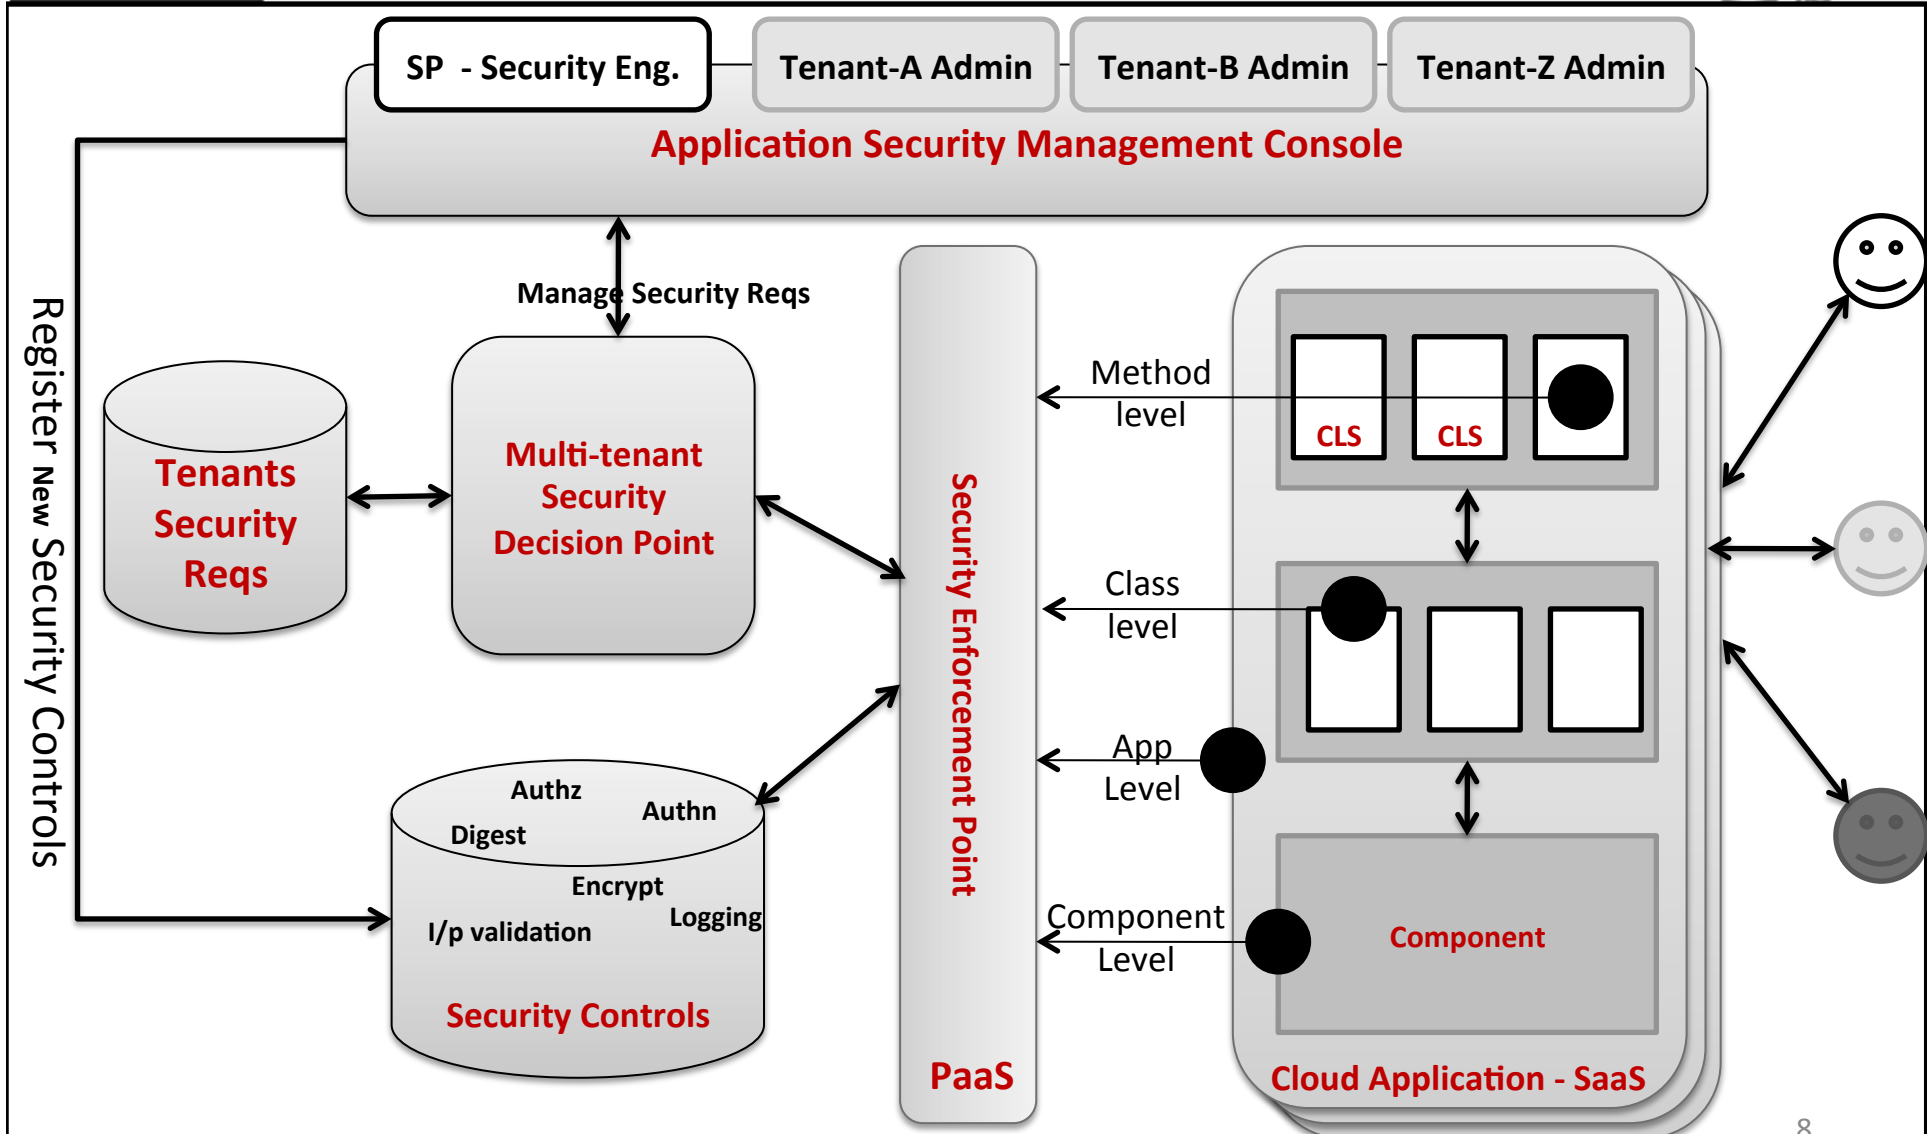 SP - Security Eng.
Tenant-A Admin
Tenant-B Admin
Tenant-Z Admin
Application Security Management Console
Register New Security Controls
Manage Security Reqs
Tenants
Security
Reqs
Multi-tenant
Security
Decision Point
Security Enforcement Point
PaaS
Method
level
Class
level
App
Level
Component
Level
CLS
CLS
Component
Cloud Application - SaaS
Authz
Authn
Digest
Encrypt
Logging
I/p validation
Security Controls
8